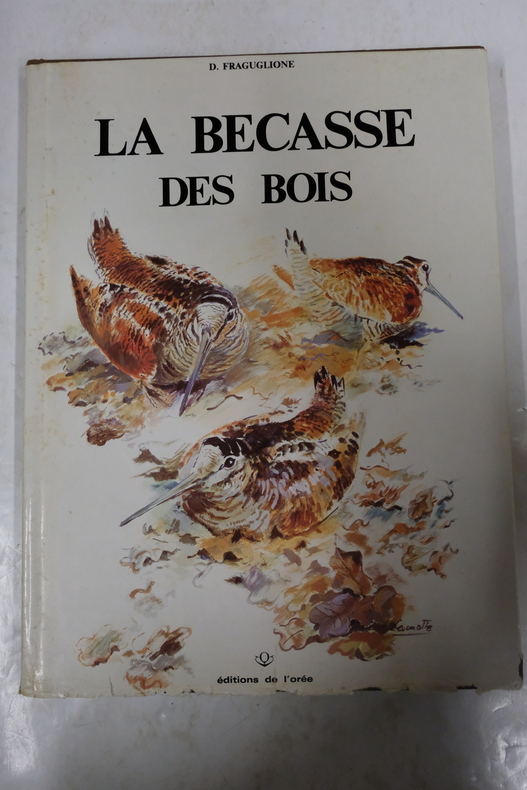 D. FRAGUGLIONE
LA BECASSE
DES BOIS
éditions de l'orée